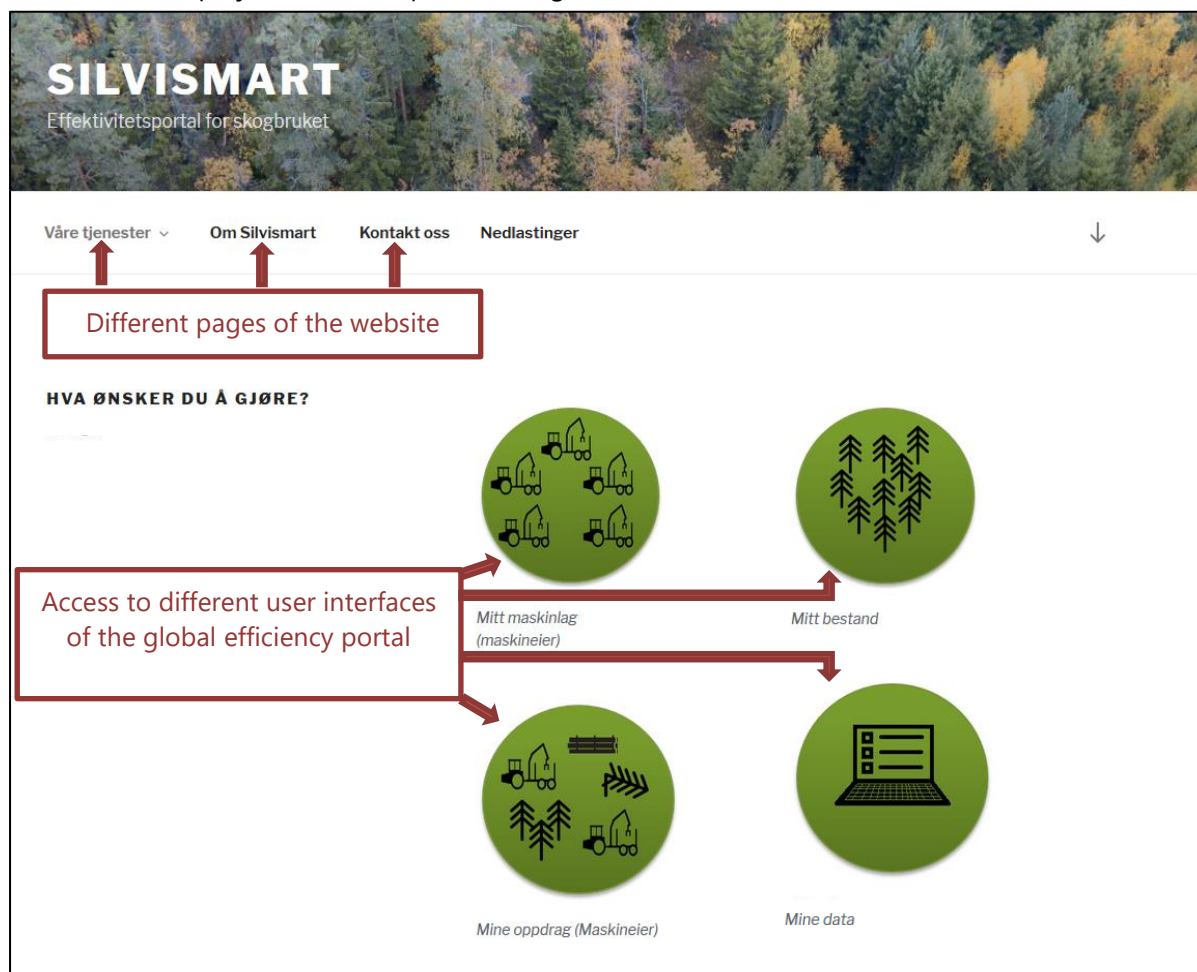 SILVISMART
Effektivitetsportal for skogbruket
Våre tjenester Om Silvismart Kontakt oss Nedlastinger
Different pages of the website
HVA ØNSKER DU Å GJØRE?
Access to different user interfaces
of the global efficiency portal
Mitt maskinlag
(maskineier)
Mitt bestand
Mine oppdrag (Maskineier)
Mine data